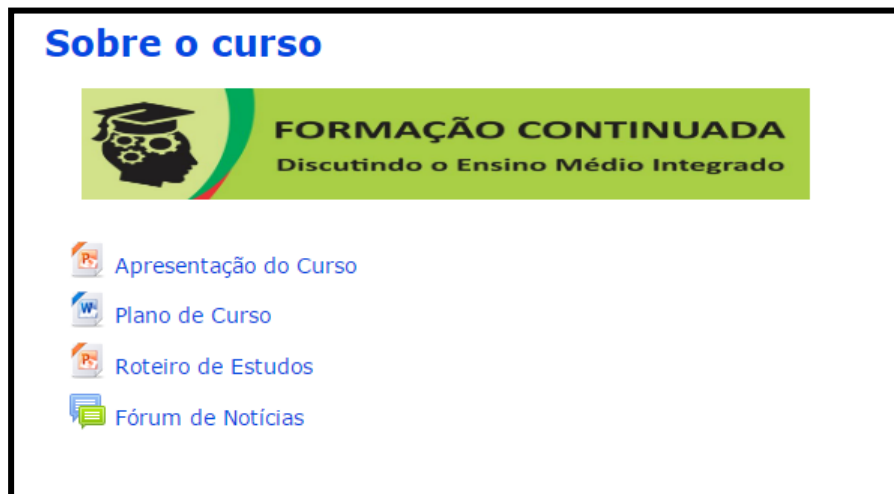 Sobre o curso
FORMAÇÃO CONTINUADA
Discutindo o Ensino Médio Integrado
Apresentação do Curso
Plano de Curso
Roteiro de Estudos
Fórum de Notícias